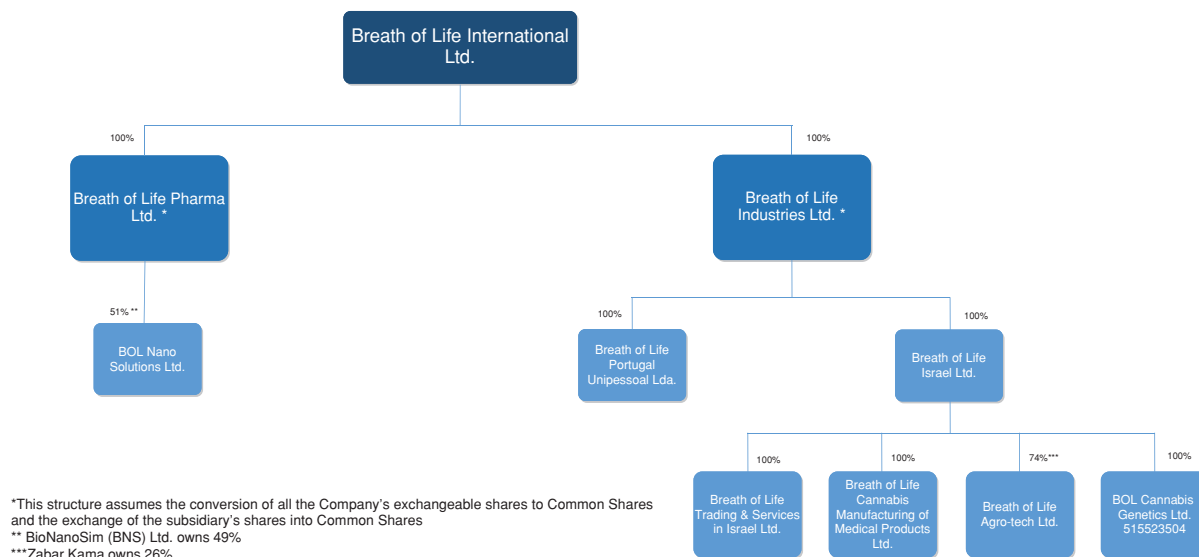 Breath of Life International
Ltd.
100%
100%
Breath of Life Pharma
Ltd. *
Breath of Life
Industries Ltd. *
51% **
100%
100%
BOL Nano
Solutions Ltd.
Breath of Life
Portugal
Unipessoal Lda.
Breath of Life
Israel Ltd.
100%
100%
74%***
100%
Breath of Life
Trading & Services
in Israel Ltd.
Breath of Life
Cannabis
Manufacturing of
Medical Products
Ltd.
Breath of Life
Agro-tech Ltd.
BOL Cannabis
Genetics Ltd.
515523504
*This structure assumes the conversion of all the Company's exchangeable shares to Common Shares
and the exchange of the subsidiary's shares into Common Shares
** BioNanoSim (BNS) Ltd. owns 49%
***Zabar Kama owns 26%